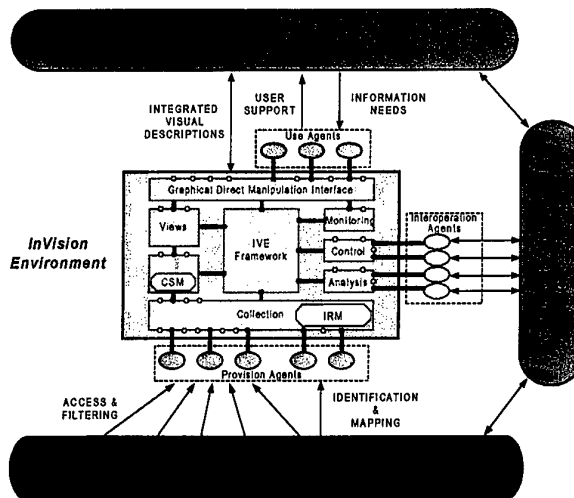 INTEGRATED
VISUAL
DESCRIPTIONS
USER
SUPPORT
INFORMATION
NEEDS
Use Agents
Graphical Direct Manipulation Interface
InVision
Environment
Views
IVE
Framework
Monitoring
Control
Analysis
CSM
Collection
IRM
Interoperation
Agents
Provision Agents
ACCESS &
FILTERING
IDENTIFICATION
&
MAPPING